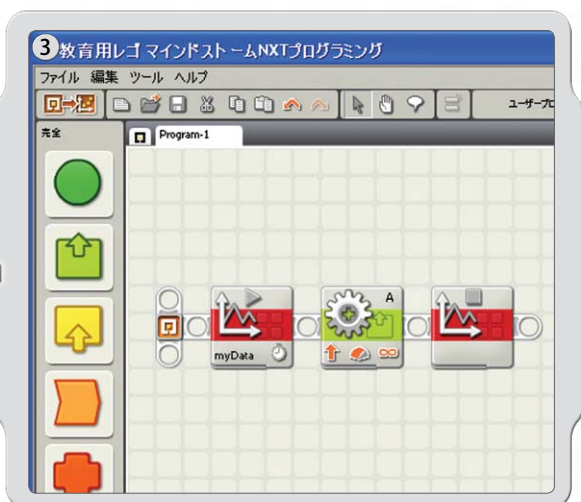 3
教育用レゴ マインドストームNXTプログラミング
ファイル 編集 ツール ヘルプ
ユーザープロ
完全
Program-1
A
myData